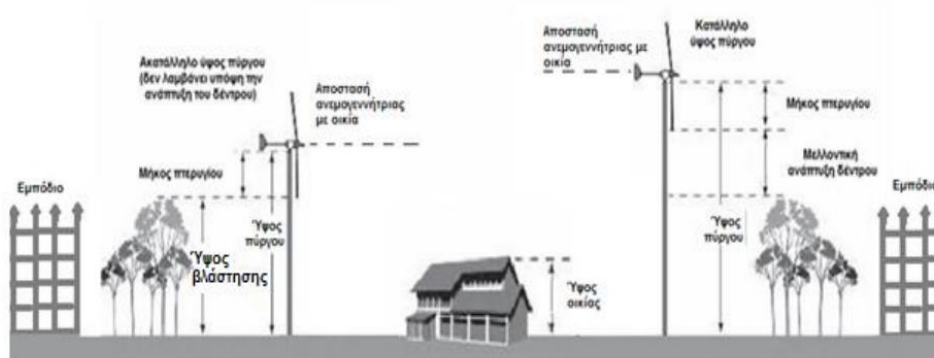 Ακατάλληλο ύψος πύργου
(δεν λαμβάνει υπόψη την
ανάπτυξη του δέντρου)
Αποστασή
ανεμογεννήτριας
με οικία
Μήκος πτερυγίου
Εμπόδιο
Ύψος
πύργου
Ύψος
βλάστησης
Ύψος
οικίας
Αποστασή
ανεμογεννήτριας με
οικία
Κατάλληλο
ύψος πύργου
Μήκος πτερυγίου
Μελλοντική
ανάπτυξη δέντρου
Ύψος
πύργου
Εμπόδι